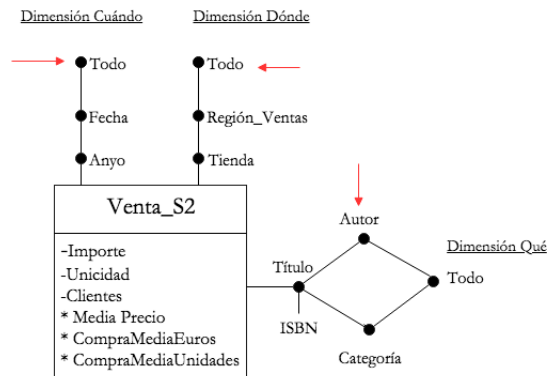 Dimensión Cuándo
Dimensión Dónde
Todo
Todo
Fecha
Región_Ventas
Anyo
Tienda
Venta_S2
-Importe
-Unicidad
-Clientes
* Media Precio
* CompraMediaEuros
* CompraMediaUnidades
Autor
Dimensión Qué
Título
Todo
ISBN
Categoría